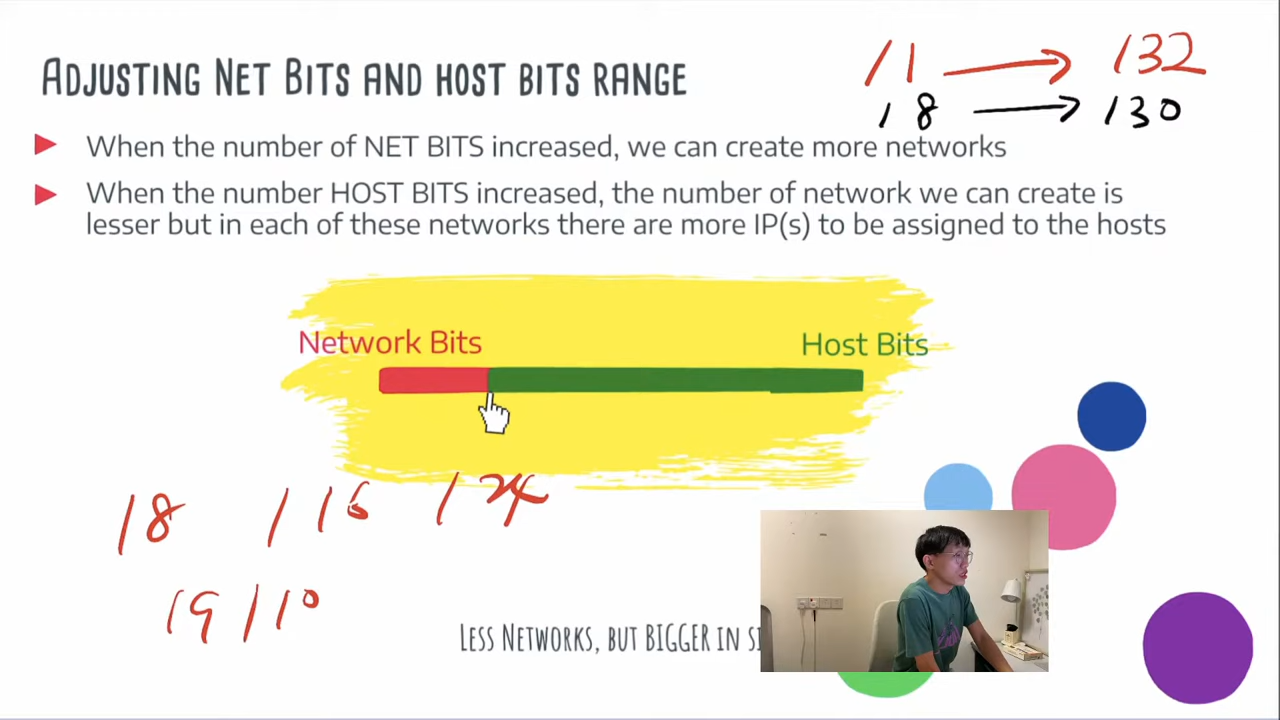 ADJUSTING NET BITS AND HOST BITS RANGE
/1 → /32
/8 → /30
When the number of NET BITS increased, we can create more networks
When the number HOST BITS increased, the number of network we can create is
lesser but in each of these networks there are more IP(s) to be assigned to the hosts
Network Bits
Host Bits
/8 /16 /24
/9 /10
LESS NETWORKS, BUT BIGGER IN